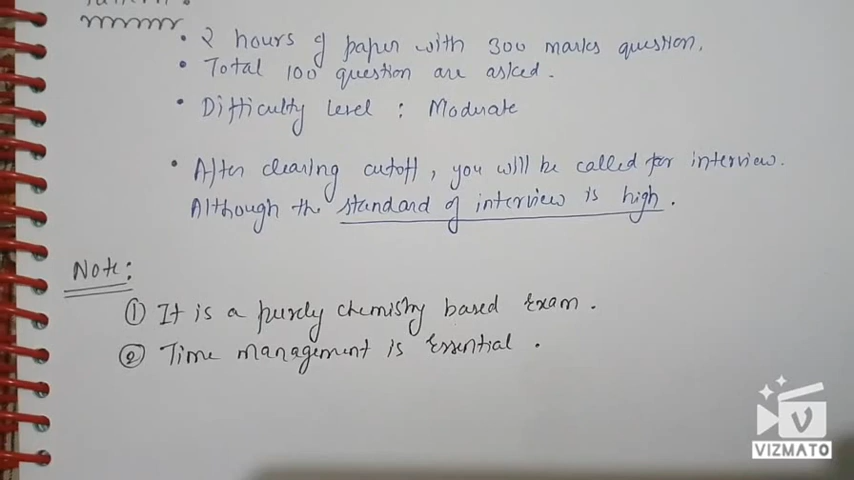 • 2 hours of paper with 300 marks question.
• Total 100 question are asked.
• Difficulty level : Moderate
• After clearing cutoff, you will be called for interview.
Although the standard of interview is high.
Note:
① It is a purely chemistry based Exam.
② Time management is Essential.
V
VIZMATO